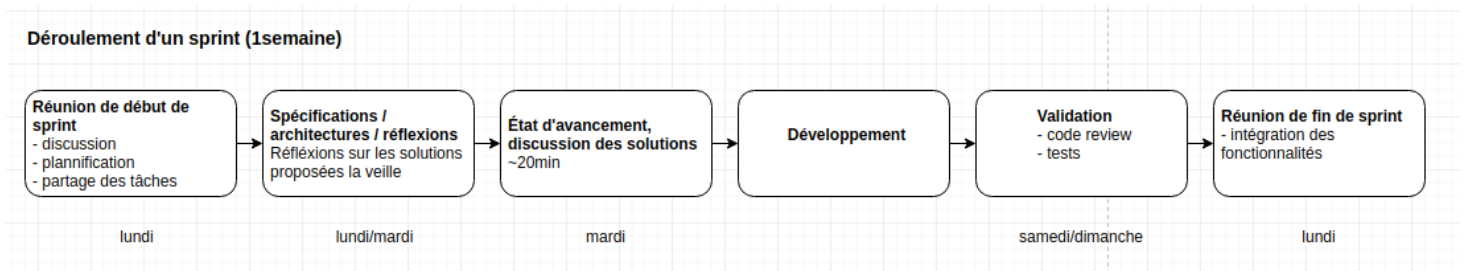 Déroulement d'un sprint (1semaine)
Réunion de début de
sprint
- discussion
- plannification
- partage des tâches
Spécifications /
architectures / réflexions
Réfléxions sur les solutions
proposées la veille
État d'avancement,
discussion des solutions
~20min
Développement
Validation
- code review
- tests
Réunion de fin de sprint
- intégration des
fonctionnalités
lundi
lundi/mardi
mardi
samedi/dimanche
lundi